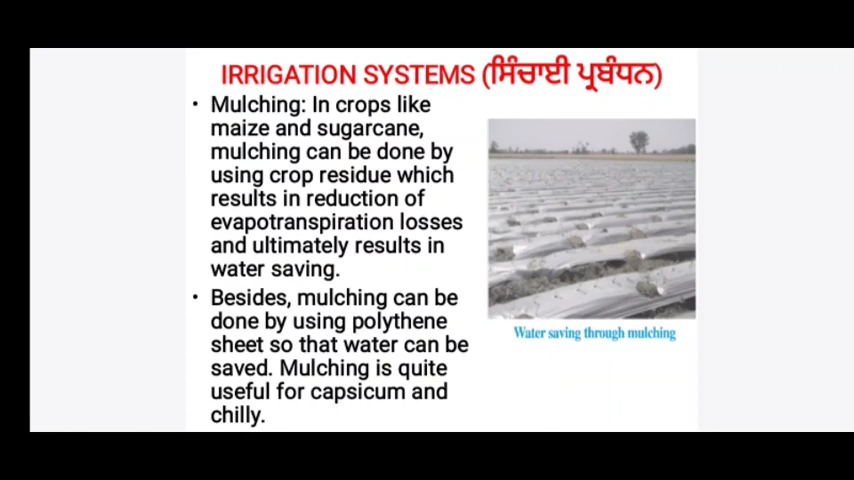 IRRIGATION SYSTEMS (ਸਿੰਚਾਈ ਪ੍ਰਬੰਧਨ)
• Mulching: In crops like
maize and sugarcane,
mulching can be done by
using crop residue which
results in reduction of
evapotranspiration losses
and ultimately results in
water saving.
• Besides, mulching can be
done by using polythene
sheet so that water can be
saved. Mulching is quite
useful for capsicum and
chilly.
Water saving through mulching